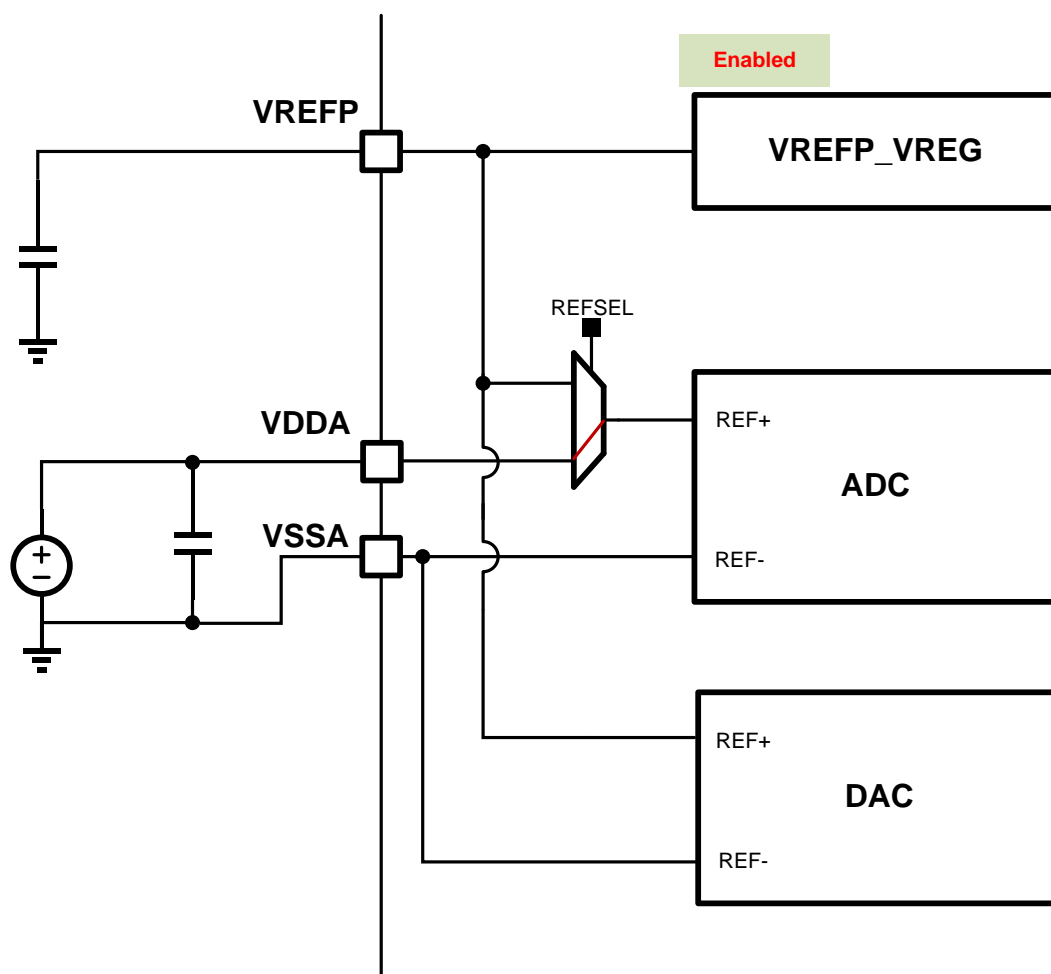 Enabled
VREFP
VREFP_VREG
REFSEL
VDDA
REF+
ADC
VSSA
REF-
+
−
REF+
DAC
REF-